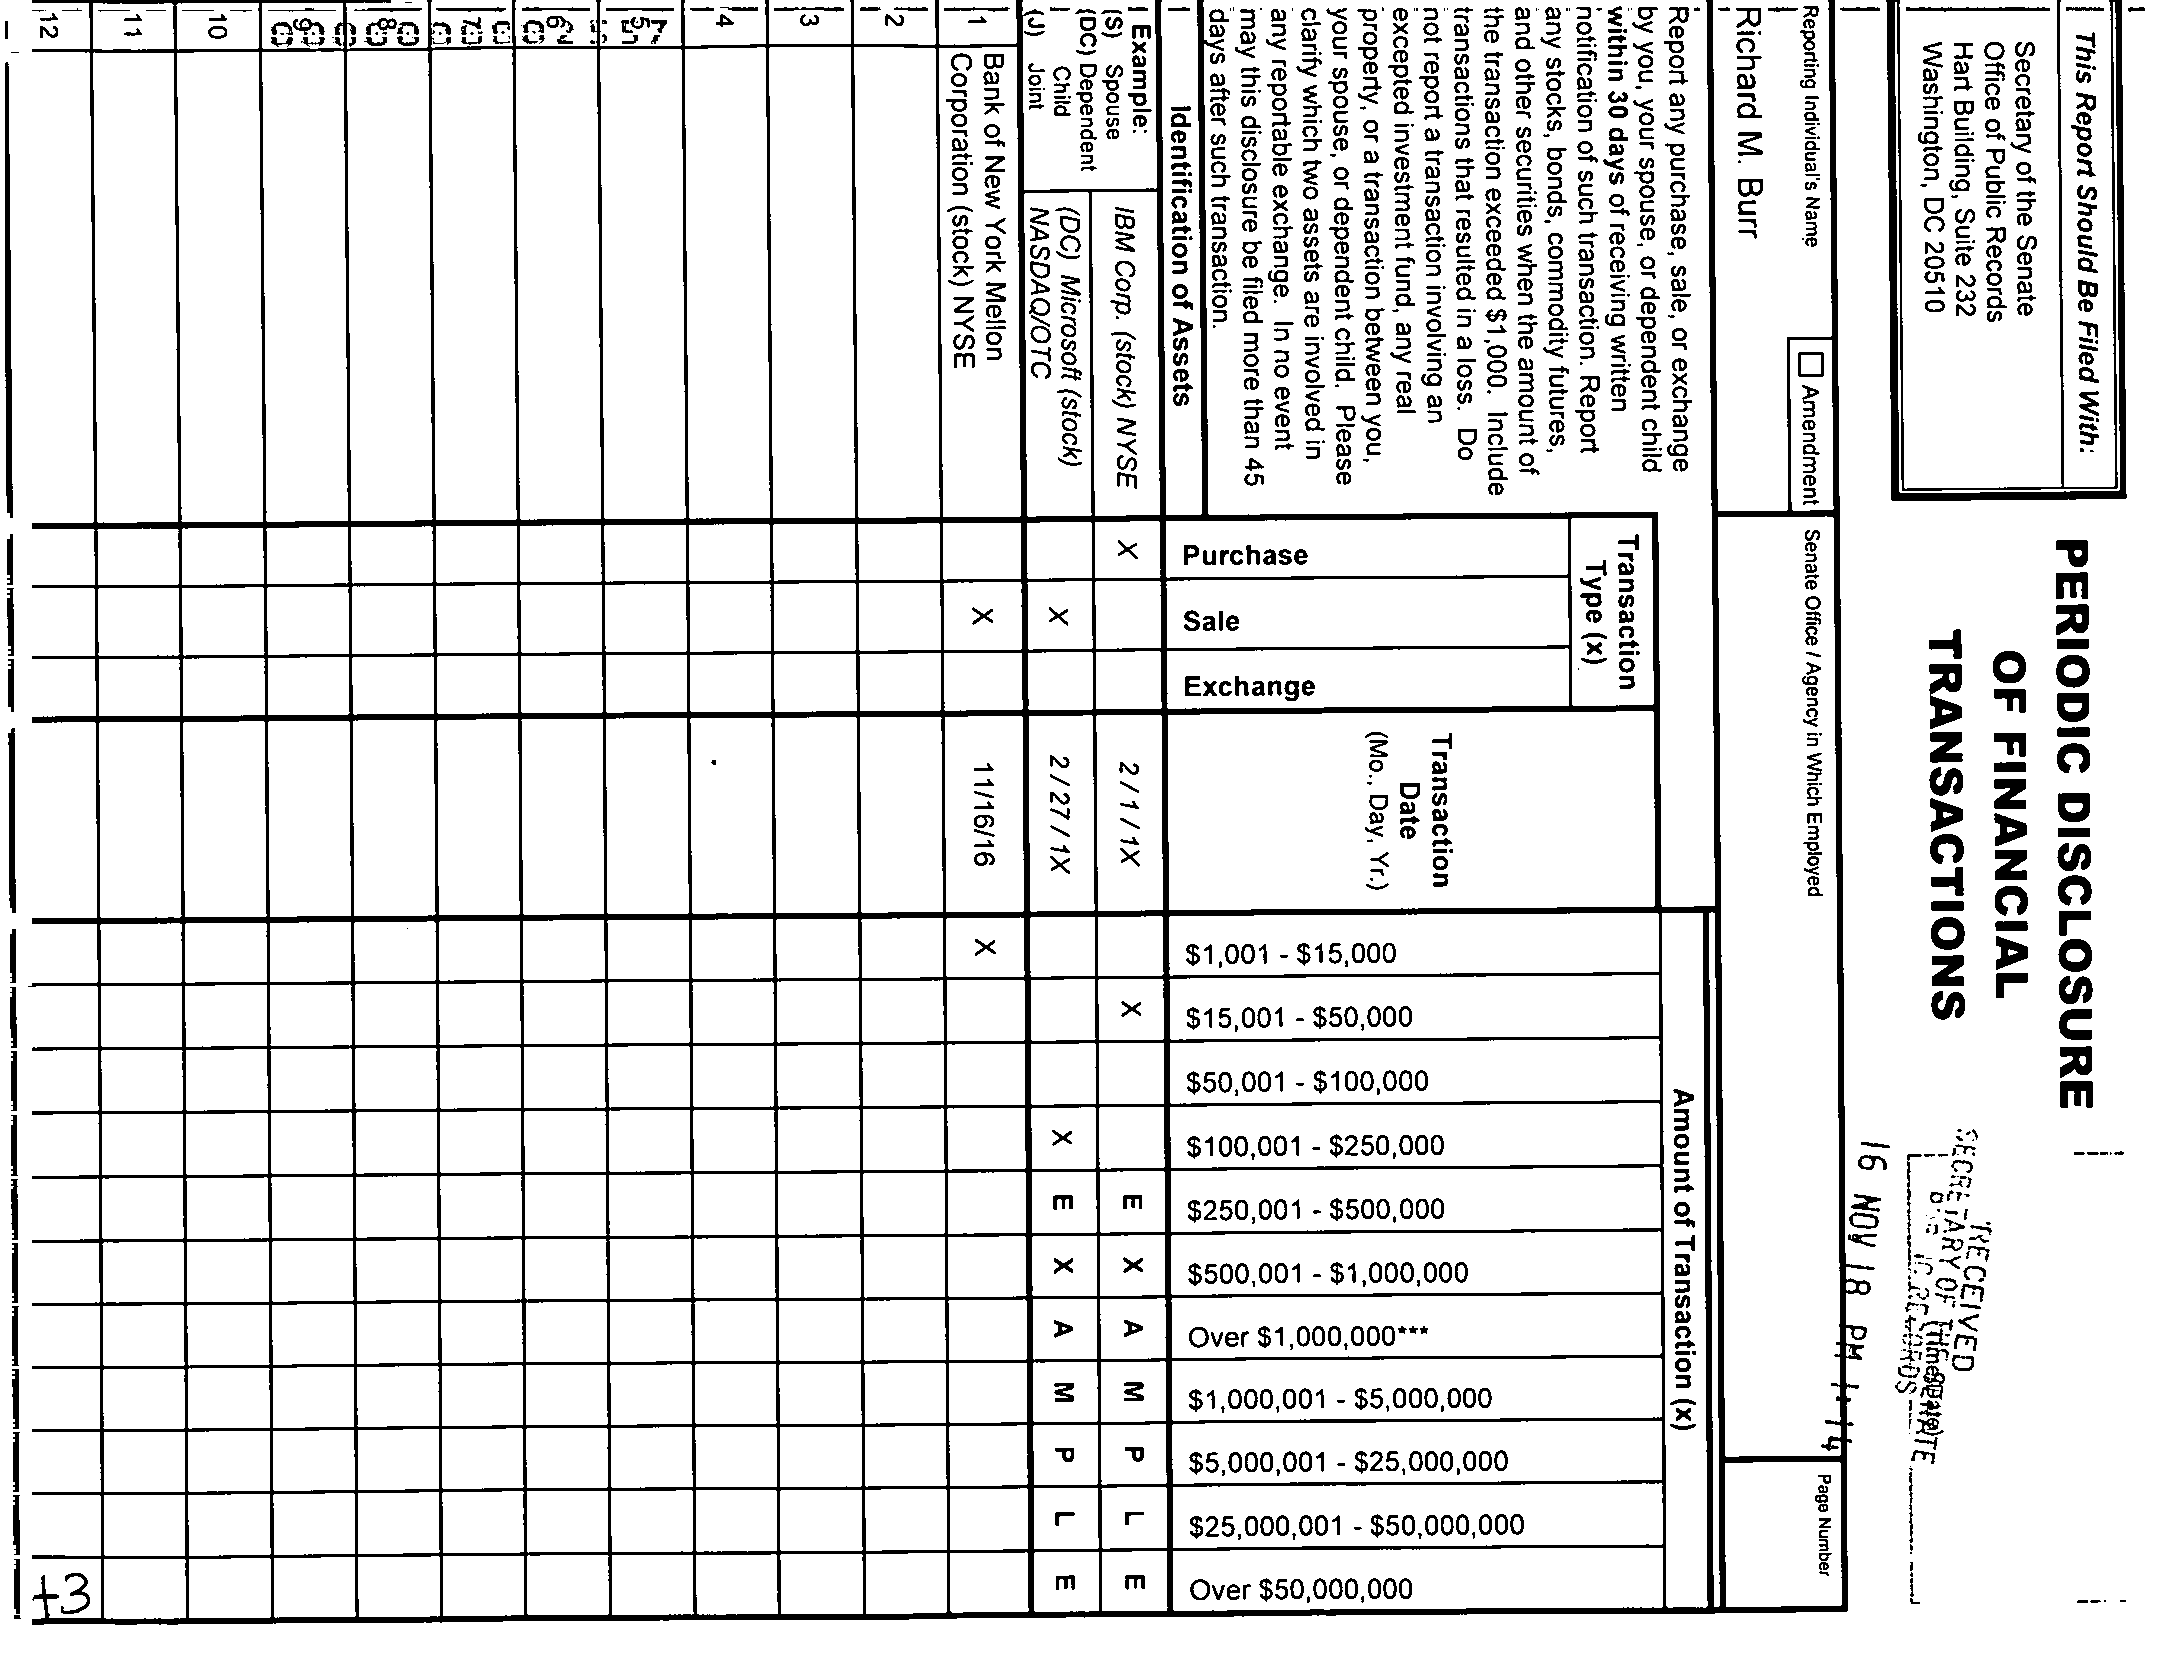 This Report Should Be Filed With:
Secretary of the Senate
Office of Public Records
Hart Building, Suite 232
Washington, DC 20510
PERIODIC DISCLOSURE
OF FINANCIAL
TRANSACTIONS
RECEIVED
SECRETARY OF THE SENATE
16 NOV 18 PM 1:14
Reporting Individual's Name
Amendment
Senate Office / Agency in Which Employed
Page Number
Richard M. Burr
Report any purchase, sale, or exchange
by you, your spouse, or dependent child
within 30 days of receiving written
notification of such transaction. Report
any stocks, bonds, commodity futures,
and other securities when the amount of
the transaction exceeded $1,000. Include
transactions that resulted in a loss. Do
not report a transaction involving an
excepted investment fund, any real
property, or a transaction between you,
your spouse, or dependent child. Please
clarify which two assets are involved in
any reportable exchange. In no event
may this disclosure be filed more than 45
days after such transaction.
Identification of Assets
Transaction
Type (x)
Purchase
Sale
Exchange
Transaction
Date
(Mo., Day, Yr.)
Amount of Transaction (x)
$1,001 - $15,000
$15,001 - $50,000
$50,001 - $100,000
$100,001 - $250,000
$250,001 - $500,000
$500,001 - $1,000,000
Over $1,000,000***
$1,000,001 - $5,000,000
$5,000,001 - $25,000,000
$25,000,001 - $50,000,000
Over $50,000,000
Example:
(S) Spouse
(DC) Dependent
Child
(J) Joint
IBM Corp. (stock) NYSE X 2 / 1 / 1X X E X A M P L E
(DC) Microsoft (stock)
NASDAQ/OTC X 2 / 27 / 1X X E X A M P L E
1 Bank of New York Mellon
Corporation (stock) NYSE X 11/16/16 X
2
3
4
5
6
7
8
9
10
11
12
+3